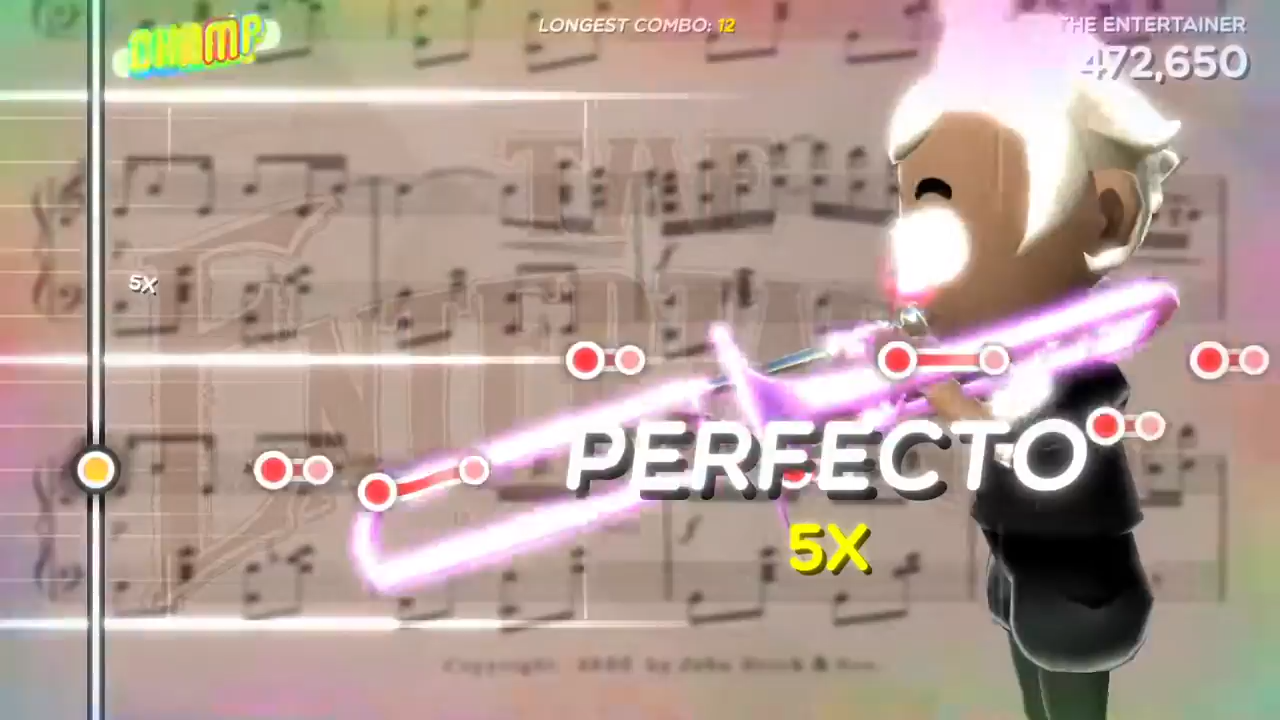 CHAMP
LONGEST COMBO: 12
THE ENTERTAINER
472,650
5X
PERFECTO
5X